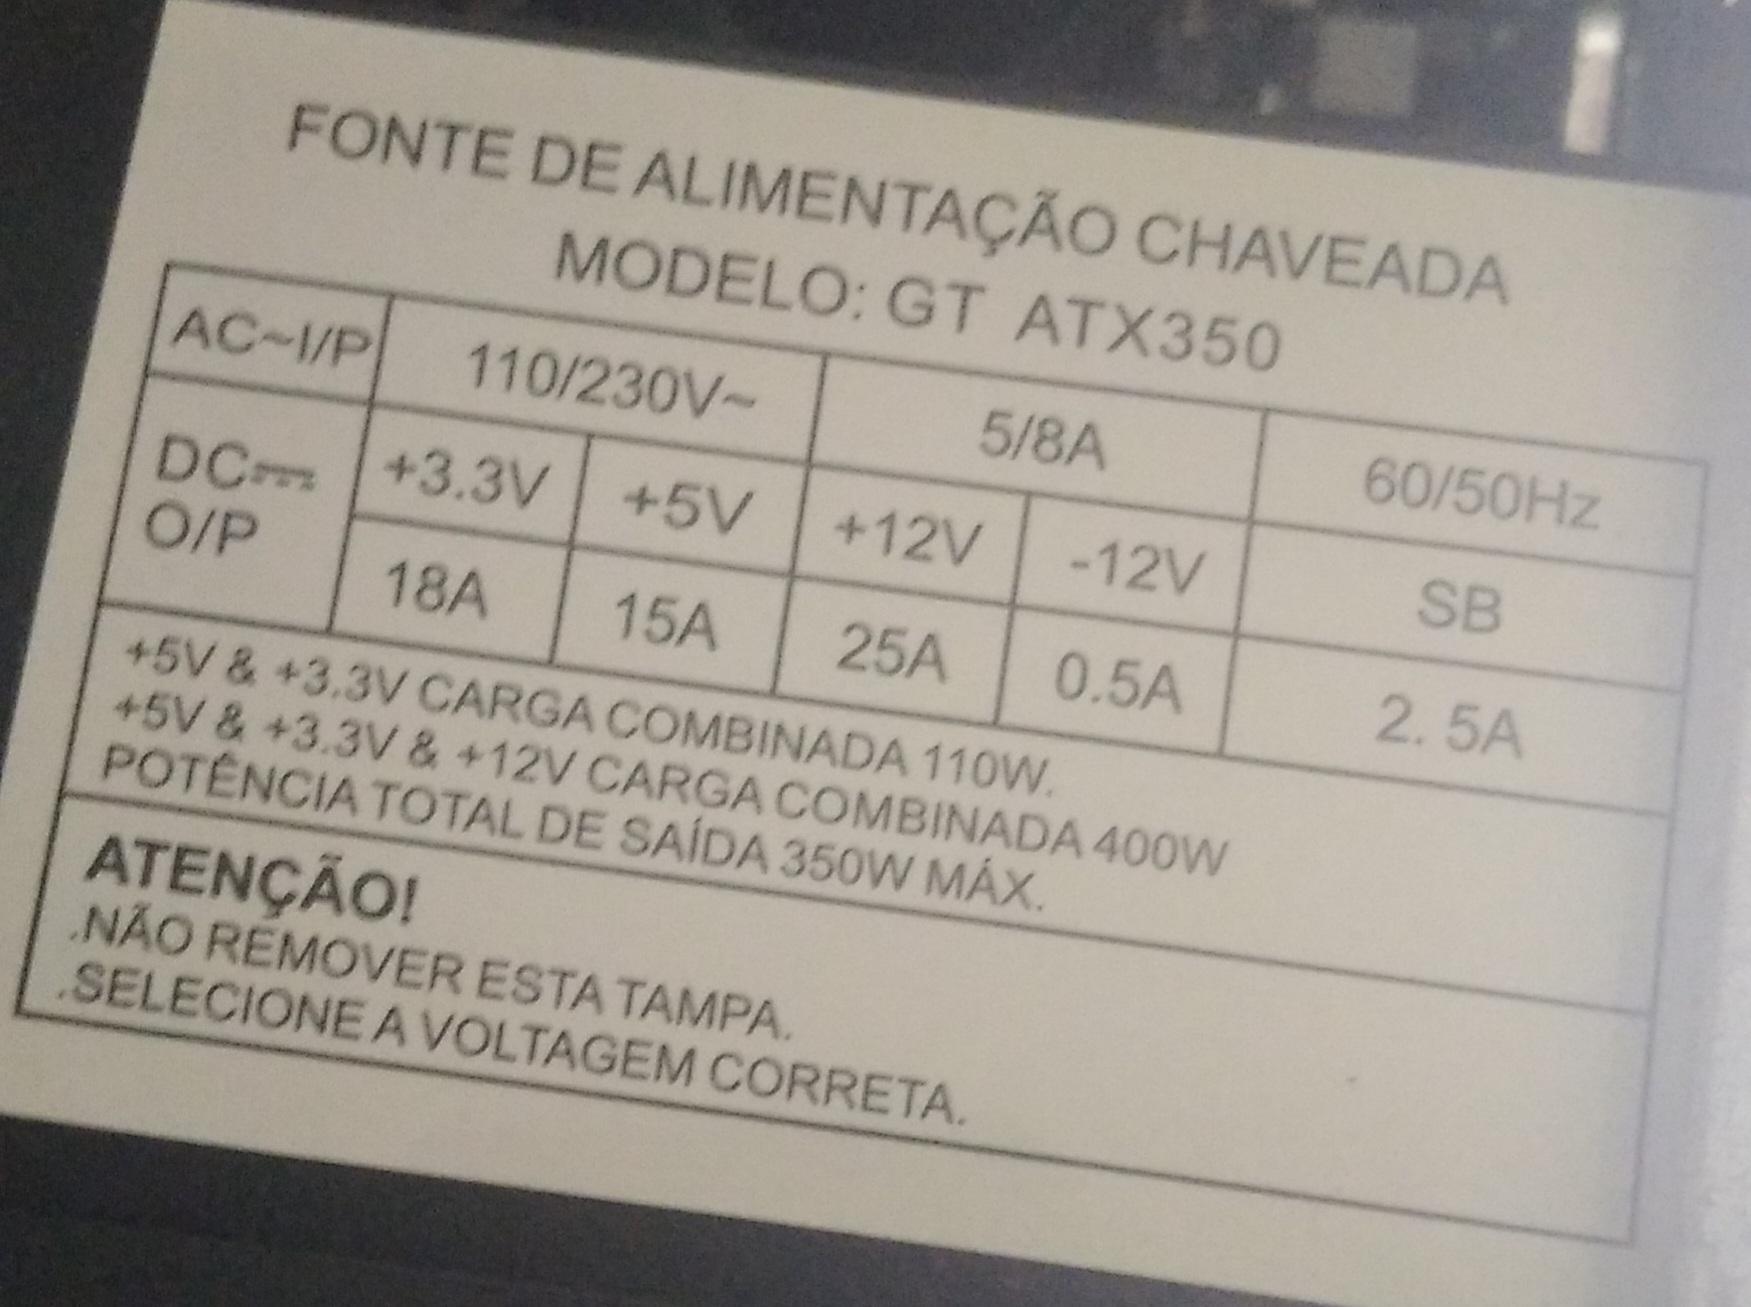 FONTE DE ALIMENTAÇÃO CHAVEADA
MODELO: GT ATX350
AC~I/P 110/230V~ 5/8A 60/50Hz
DC⎓ O/P +3.3V +5V +12V -12V SB
18A 15A 25A 0.5A 2. 5A
+5V & +3.3V CARGA COMBINADA 110W.
+5V & +3.3V & +12V CARGA COMBINADA 400W
POTÊNCIA TOTAL DE SAÍDA 350W MÁX.
ATENÇÃO!
.NÃO REMOVER ESTA TAMPA.
.SELECIONE A VOLTAGEM CORRETA.